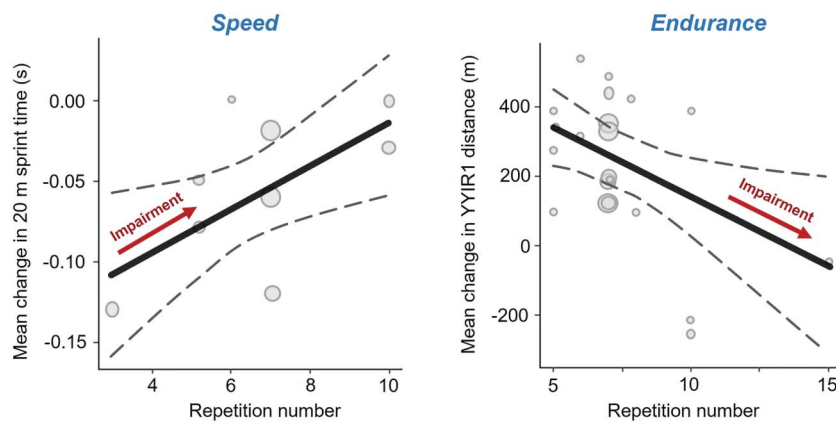 Speed
Mean change in 20 m sprint time (s)
0.00
-0.05
-0.10
-0.15
Impairment
4
6
8
10
Repetition number
Endurance
Mean change in YYIR1 distance (m)
400
200
0
-200
Impairment
5
10
15
Repetition number